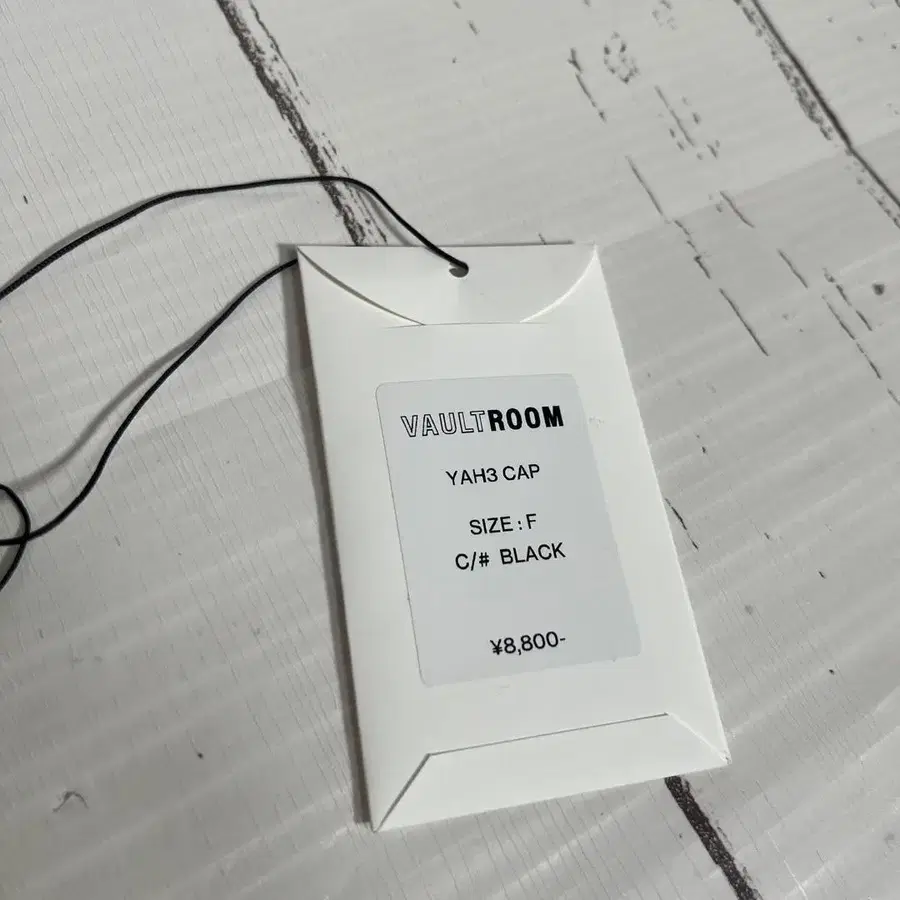 VAULTROOM
YAH3 CAP
SIZE : F
C/# BLACK
¥8,800-